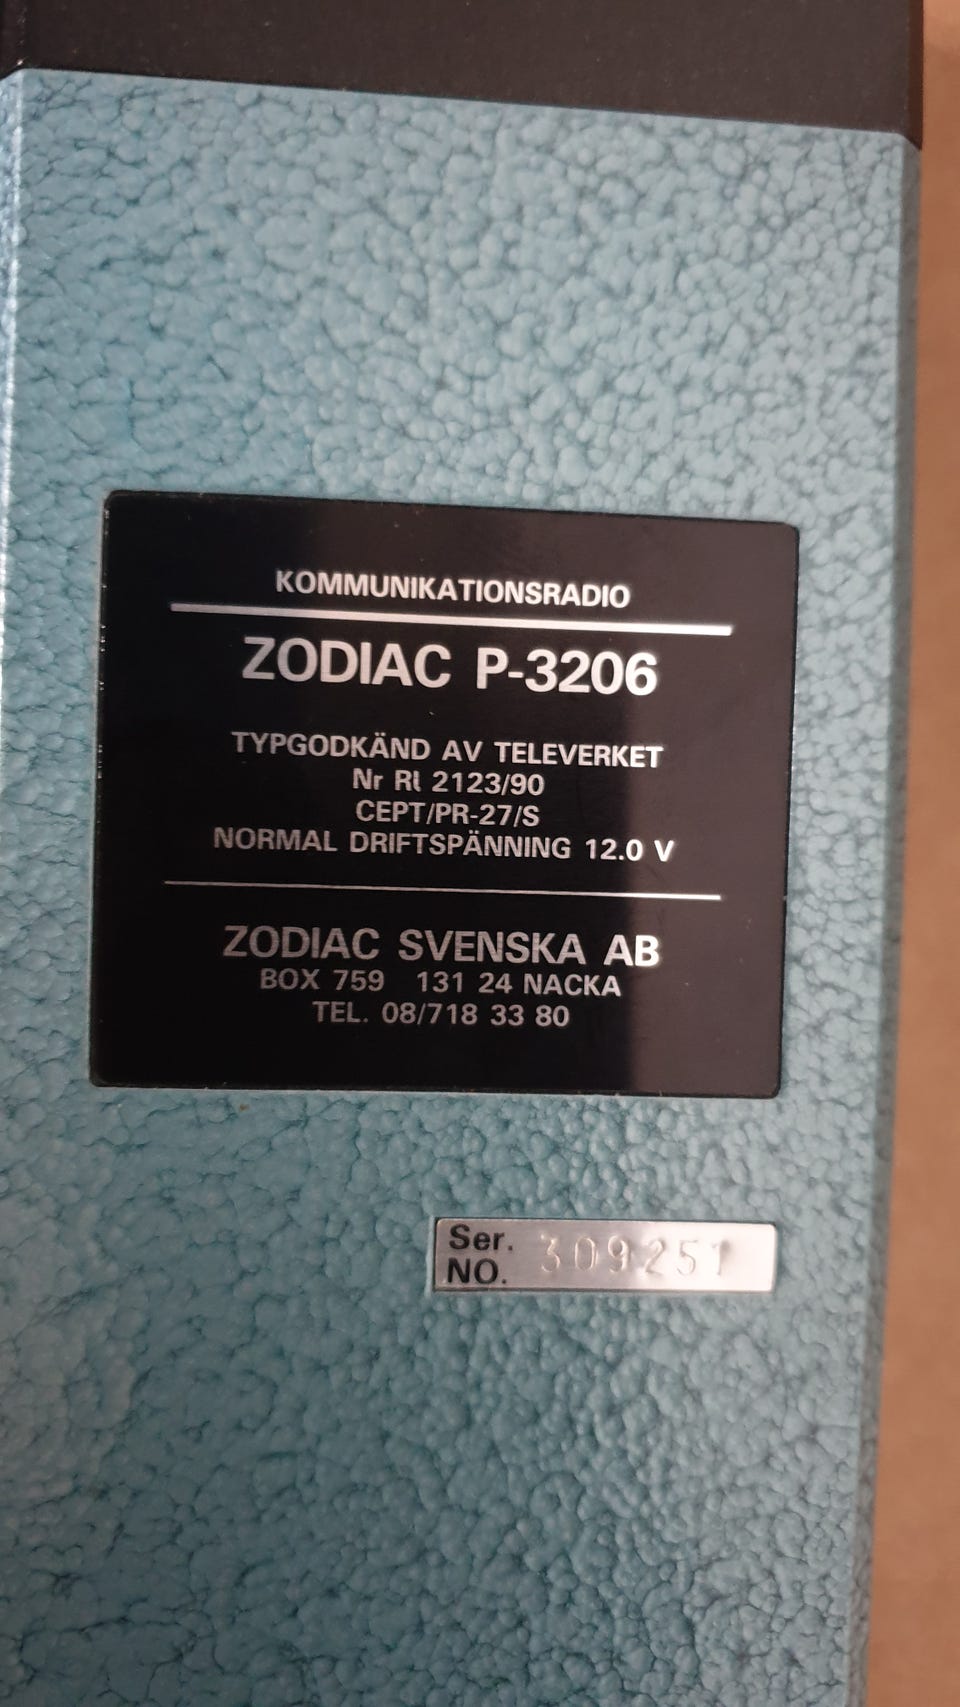 KOMMUNIKATIONSRADIO
ZODIAC P-3206
TYPGODKÄND AV TELEVERKET
Nr Rl 2123/90
CEPT/PR-27/S
NORMAL DRIFTSPÄNNING 12.0 V
ZODIAC SVENSKA AB
BOX 759 131 24 NACKA
TEL. 08/718 33 80
Ser. NO. 309251